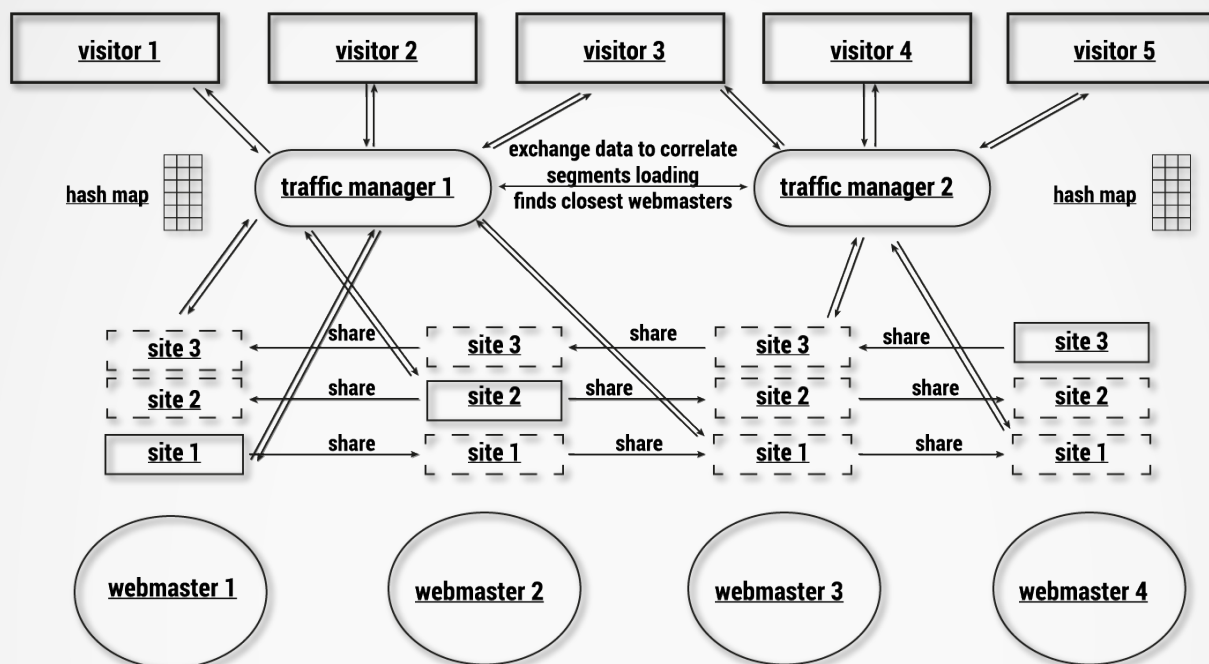 visitor 1
visitor 2
visitor 3
visitor 4
visitor 5
exchange data to correlate
segments loading
finds closest webmasters
traffic manager 1
traffic manager 2
hash map
hash map
site 3
share
site 3
share
site 3
share
site 3
site 2
share
site 2
share
site 2
share
site 2
site 1
share
site 1
share
site 1
share
site 1
webmaster 1
webmaster 2
webmaster 3
webmaster 4